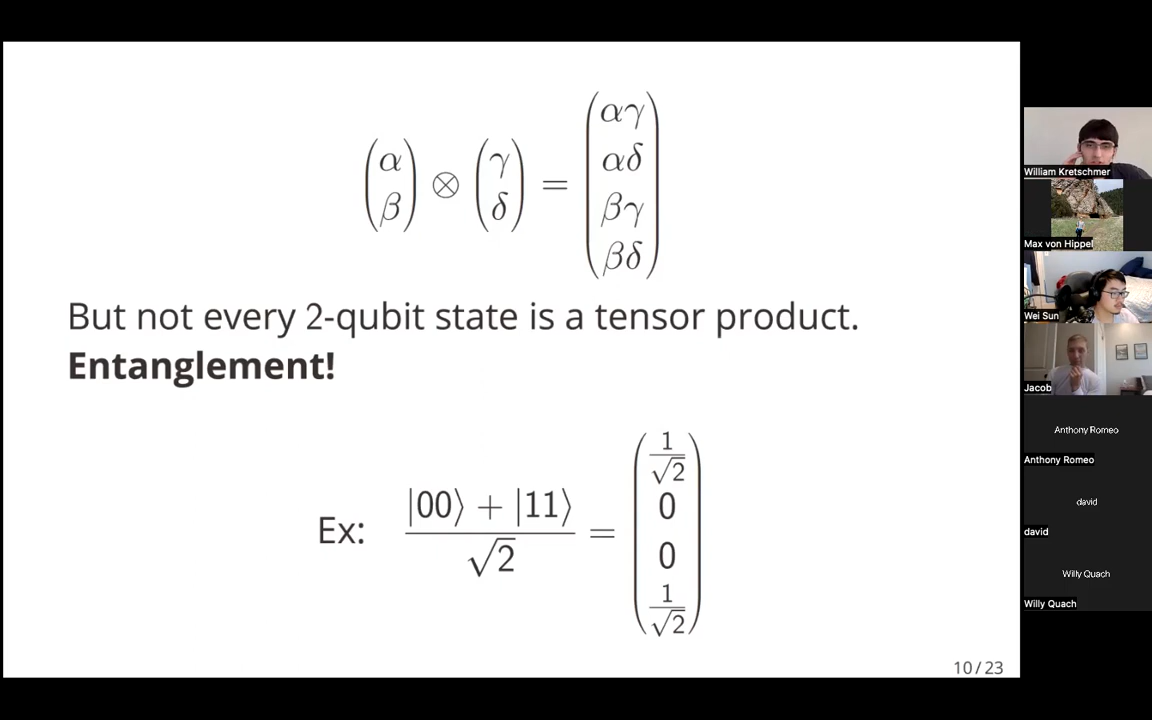 (α β) ⊗ (γ δ) = (αγ αδ βγ βδ)
But not every 2-qubit state is a tensor product.
Entanglement!
Ex: |00⟩ + |11⟩ / √2 = (1/√2 0 0 1/√2)
10/23
William Kretschmer
Max von Hippel
Wei Sun
Jacob
Anthony Romeo
Anthony Romeo
david
david
Willy Quach
Willy Quach